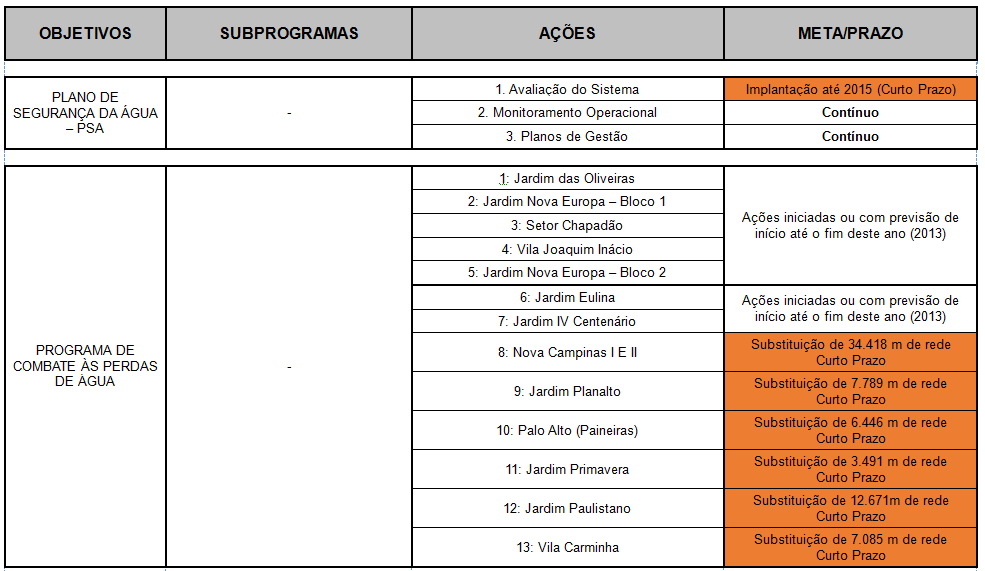 OBJETIVOS
SUBPROGRAMAS
AÇÕES
META/PRAZO
PLANO DE
SEGURANÇA DA ÁGUA
– PSA
-
1. Avaliação do Sistema
Implantação até 2015 (Curto Prazo)
2. Monitoramento Operacional
Contínuo
3. Planos de Gestão
Contínuo
PROGRAMA DE
COMBATE ÀS PERDAS
DE ÁGUA
-
1: Jardim das Oliveiras
2: Jardim Nova Europa – Bloco 1
3: Setor Chapadão
4: Vila Joaquim Inácio
5: Jardim Nova Europa – Bloco 2
Ações iniciadas ou com previsão de
início até o fim deste ano (2013)
6: Jardim Eulina
7: Jardim IV Centenário
Ações iniciadas ou com previsão de
início até o fim deste ano (2013)
8: Nova Campinas I E II
Substituição de 34.418 m de rede
Curto Prazo
9: Jardim Planalto
Substituição de 7.789 m de rede
Curto Prazo
10: Palo Alto (Paineiras)
Substituição de 6.446 m de rede
Curto Prazo
11: Jardim Primavera
Substituição de 3.491 m de rede
Curto Prazo
12: Jardim Paulistano
Substituição de 12.671m de rede
Curto Prazo
13: Vila Carminha
Substituição de 7.085 m de rede
Curto Prazo